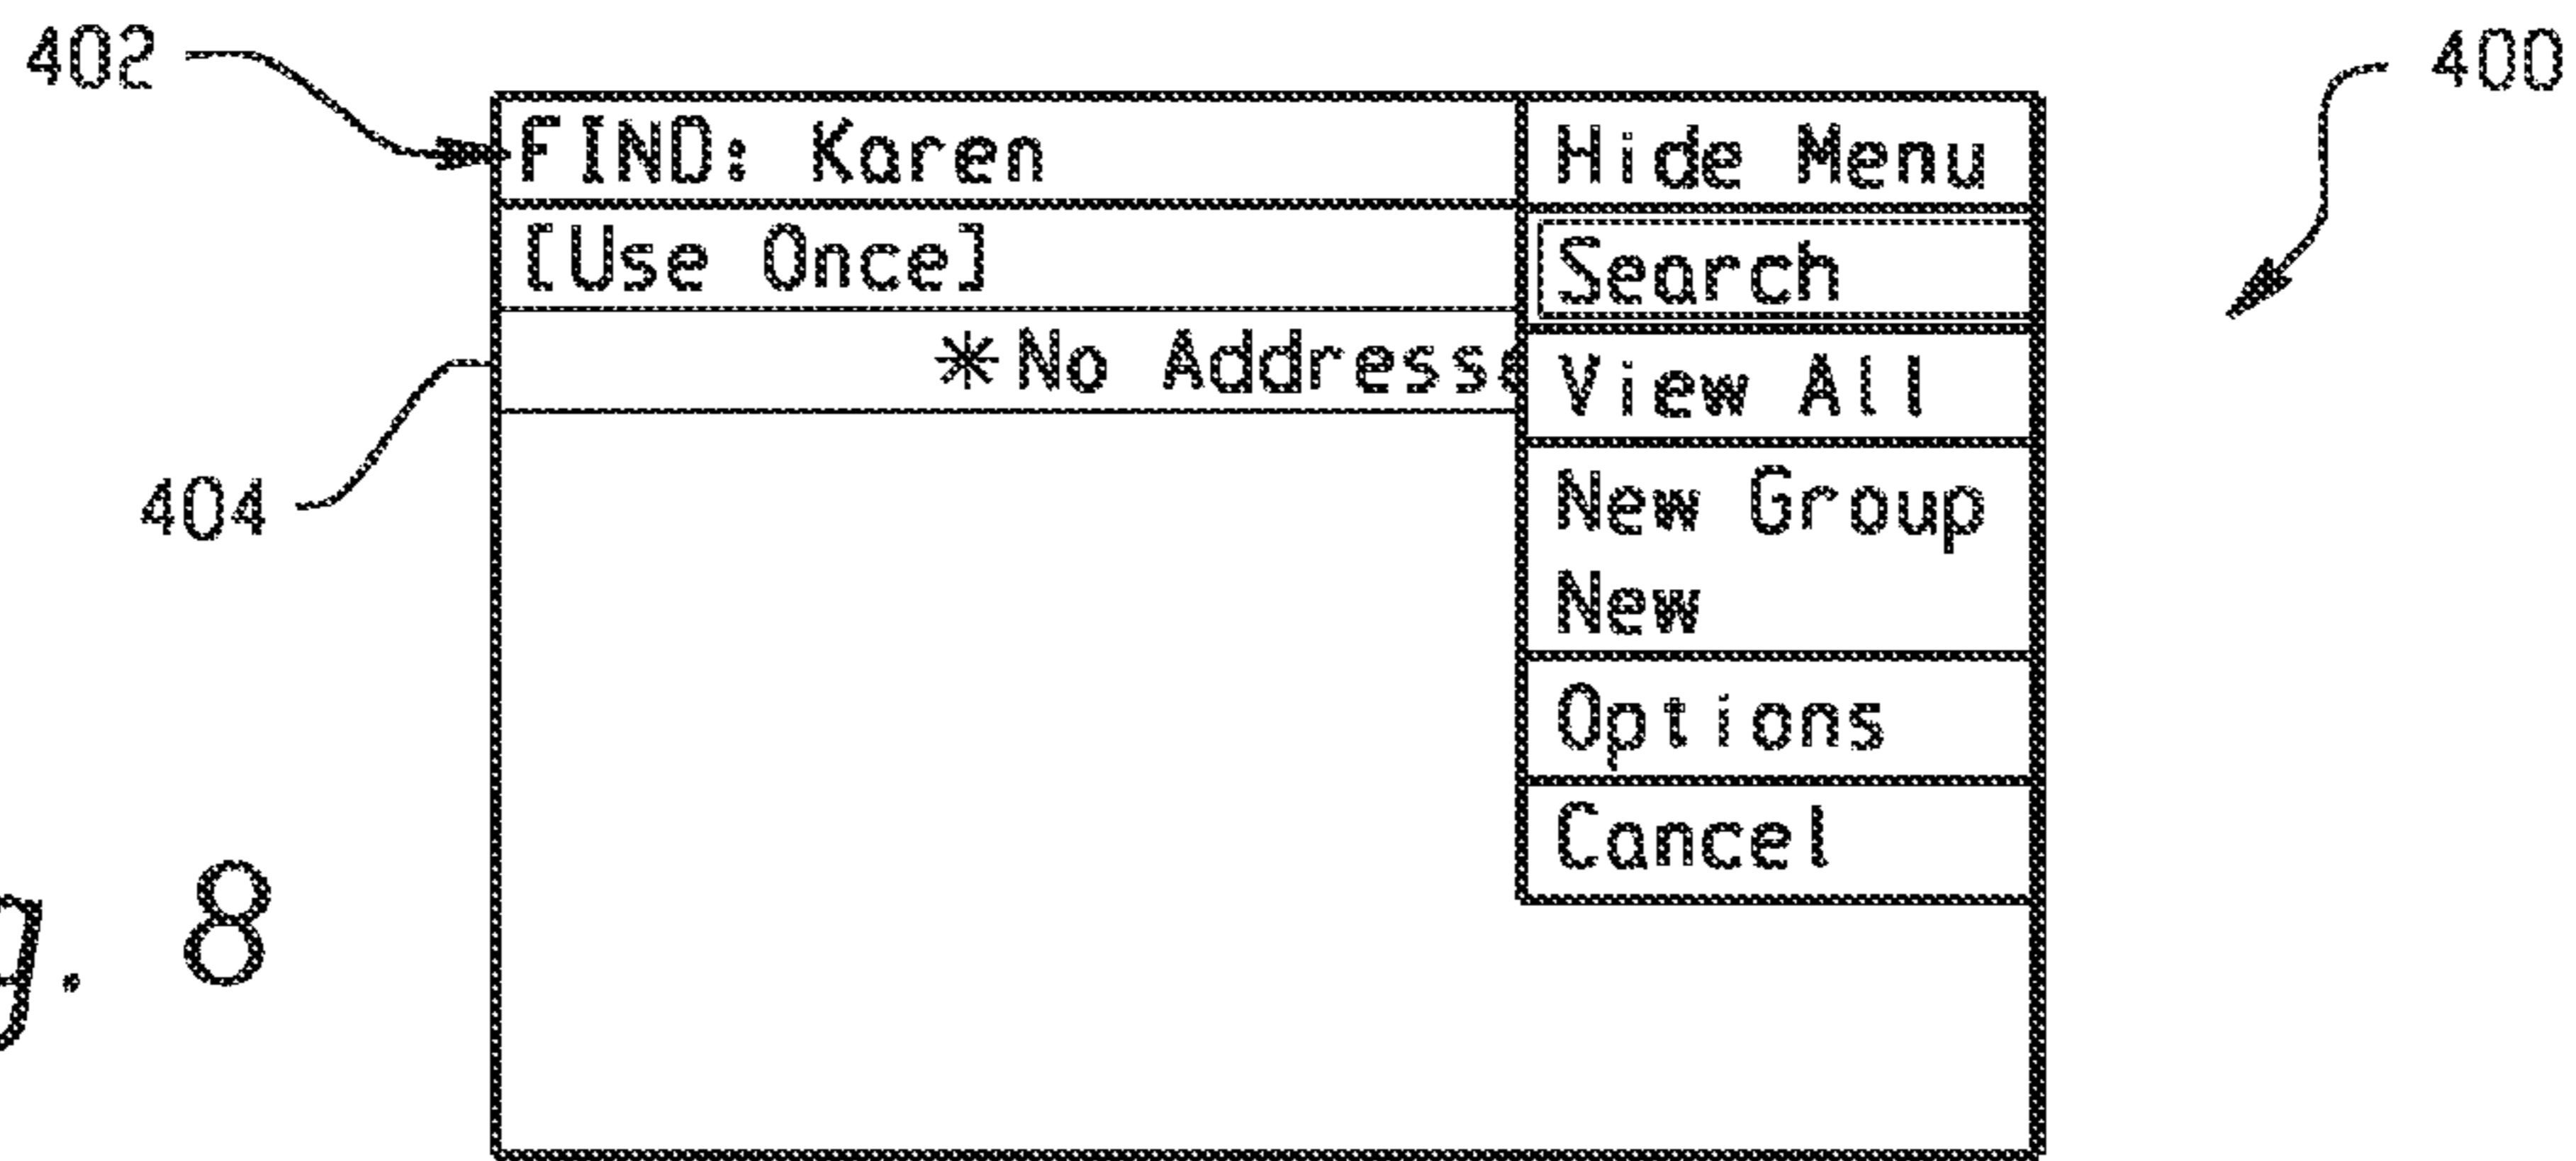 402
400
FIND: Karen
[Use Once]
*No Address
404
Hide Menu
Search
View All
New Group
New
Options
Cancel
8